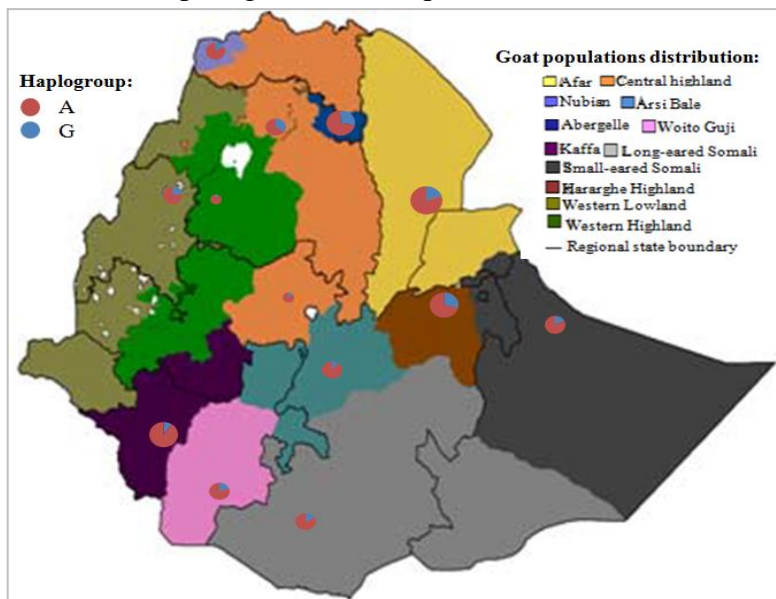 Goat populations distribution:
Haplogroup:
A
G
Afar Central highland
Nubian Arsi Bale
Abergelle Woito Guji
Kaffa Long-eared Somali
Small-eared Somali
Hararghe Highland
Western Lowland
Western Highland
Regional state boundary